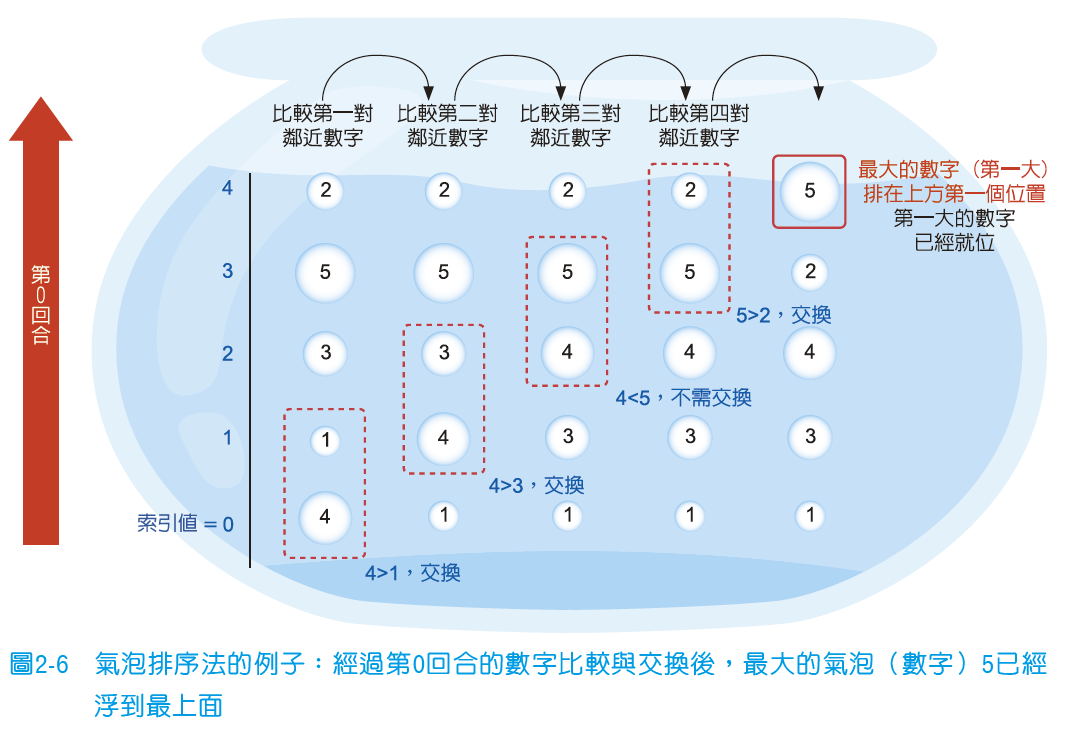 比較第一對 比較第二對 比較第三對 比較第四對
鄰近數字 鄰近數字 鄰近數字 鄰近數字
第0回合
4 2 2 2 2 5
最大的數字（第一大）
排在上方第一個位置
第一大的數字
已經就位
3 5 5 5 5 2
5>2，交換
2 3 3 4 4 4
4<5，不需交換
1 1 4 3 3 3
4>3，交換
索引值＝0 4 1 1 1 1
4>1，交換
圖2-6 氣泡排序法的例子：經過第0回合的數字比較與交換後，最大的氣泡（數字）5已經
浮到最上面